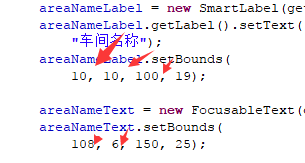 areaNameLabel = new SmartLabel(ge
areaNameLabel.getLabel().setText(
"车间名称");
areaNameLabel.setBounds(
10, 10, 100, 19);
areaNameText = new FocusableText(
areaNameText.setBounds(
108, 6, 150, 25);